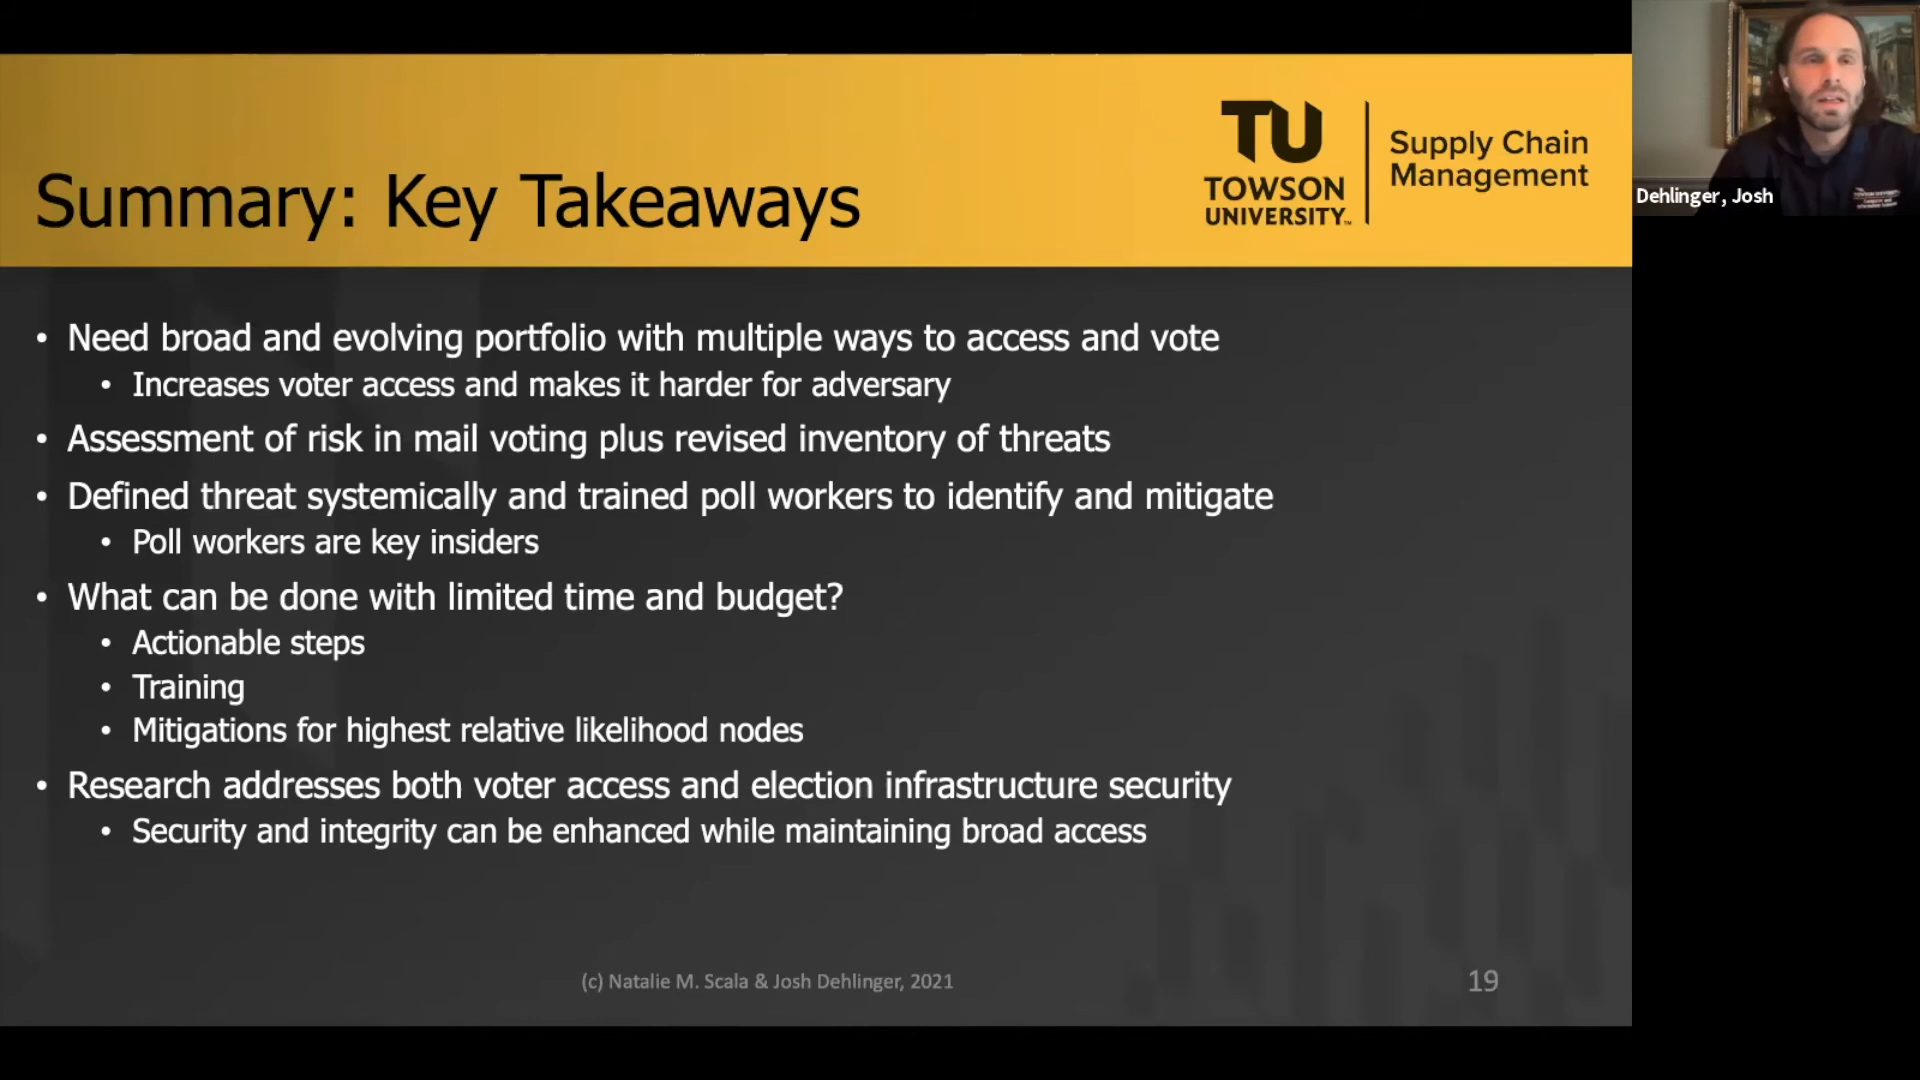 Summary: Key Takeaways
TU
TOWSON
UNIVERSITY™
Supply Chain
Management
Dehlinger, Josh
• Need broad and evolving portfolio with multiple ways to access and vote
• Increases voter access and makes it harder for adversary
• Assessment of risk in mail voting plus revised inventory of threats
• Defined threat systemically and trained poll workers to identify and mitigate
• Poll workers are key insiders
• What can be done with limited time and budget?
• Actionable steps
• Training
• Mitigations for highest relative likelihood nodes
• Research addresses both voter access and election infrastructure security
• Security and integrity can be enhanced while maintaining broad access
(c) Natalie M. Scala & Josh Dehlinger, 2021
19